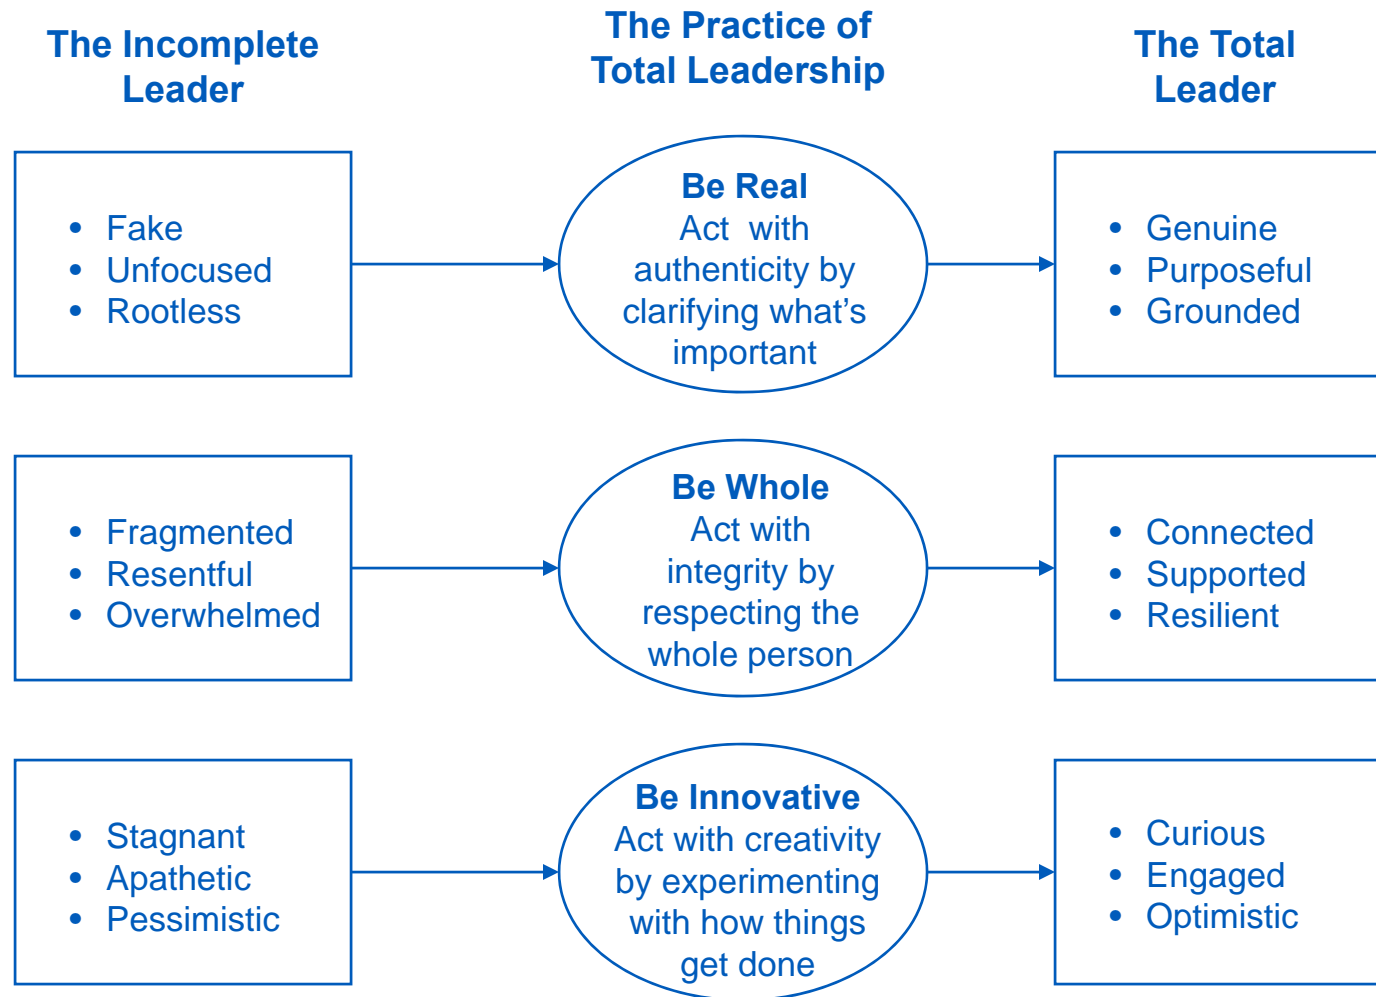 The Incomplete
Leader
The Practice of
Total Leadership
The Total
Leader
• Fake
• Unfocused
• Rootless
Be Real
Act with
authenticity by
clarifying what’s
important
• Genuine
• Purposeful
• Grounded
• Fragmented
• Resentful
• Overwhelmed
Be Whole
Act with
integrity by
respecting the
whole person
• Connected
• Supported
• Resilient
• Stagnant
• Apathetic
• Pessimistic
Be Innovative
Act with creativity
by experimenting
with how things
get done
• Curious
• Engaged
• Optimistic